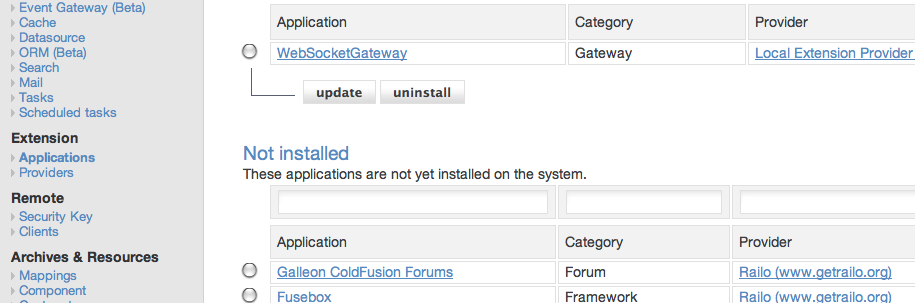 Event Gateway (Beta)
Cache
Datasource
ORM (Beta)
Search
Mail
Tasks
Scheduled tasks
Extension
Applications
Providers
Remote
Security Key
Clients
Archives & Resources
Mappings
Component
Application Category Provider
WebSocketGateway Gateway Local Extension Provider
update uninstall
Not installed
These applications are not yet installed on the system.
Application Category Provider
Galleon ColdFusion Forums Forum Railo (www.getrailo.org)
Fusebox Framework Railo (www.getrailo.org)